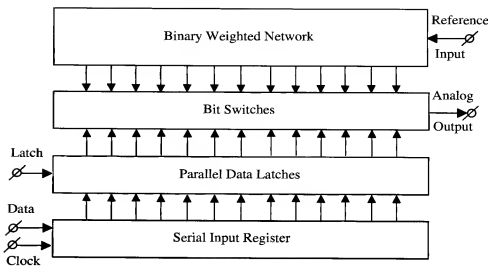 Reference
Binary Weighted Network
Input
Analog
Bit Switches
Output
Latch
Parallel Data Latches
Data
Serial Input Register
Clock